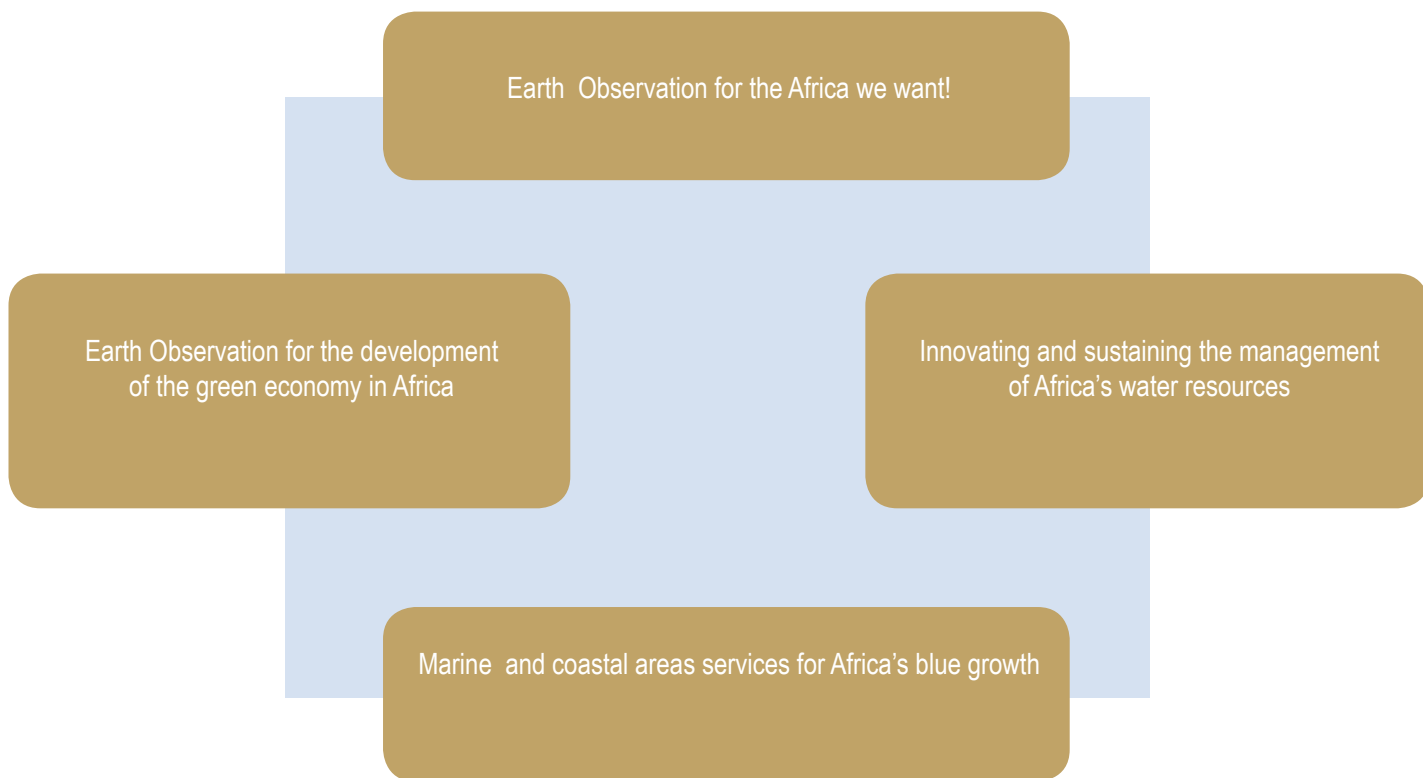 Earth  Observation for the Africa we want!
Earth Observation for the development
of the green economy in Africa
Innovating and sustaining the management
of Africa’s water resources
Marine  and coastal areas services for Africa’s blue growth